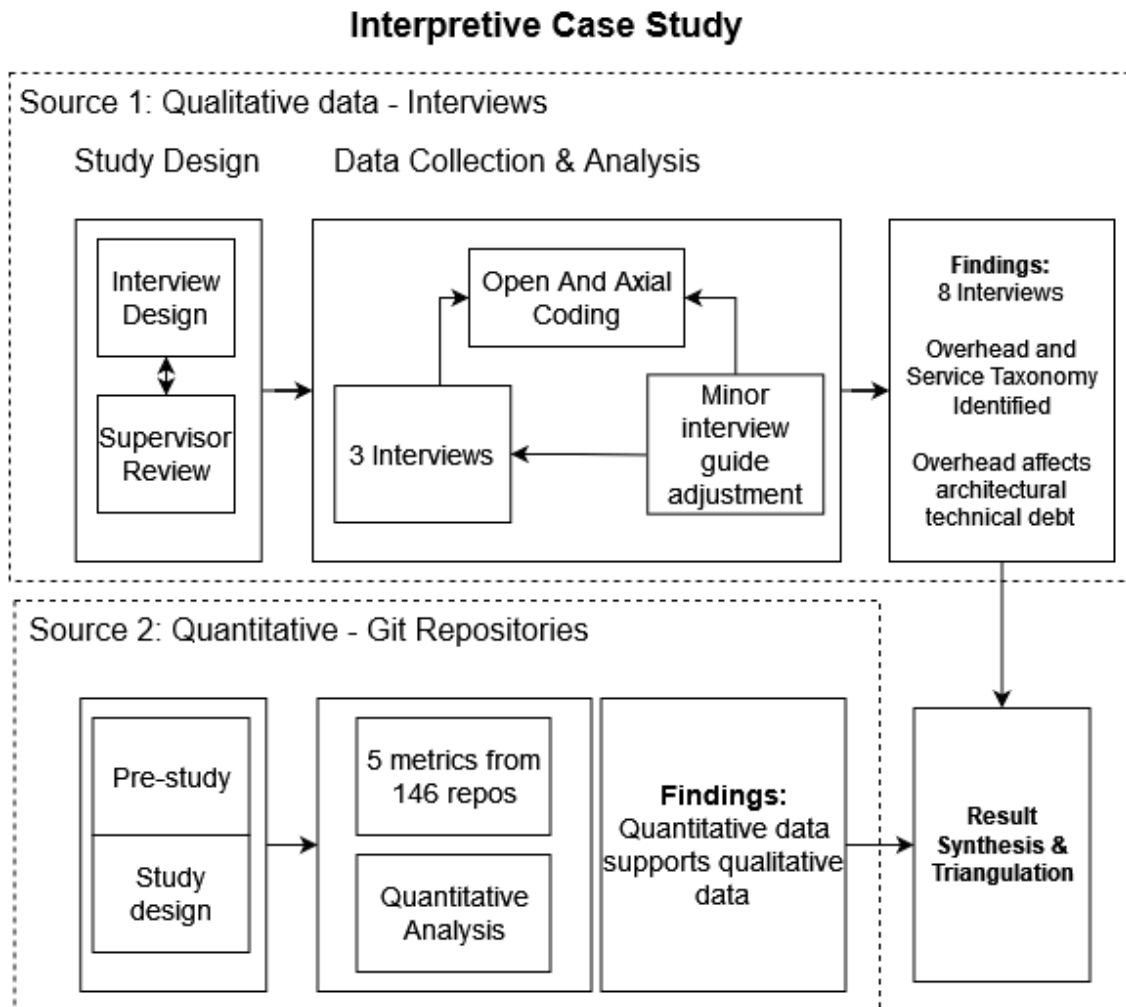 Interpretive Case Study
Source 1: Qualitative data - Interviews
Study Design
Data Collection & Analysis
Interview
Design
Supervisor
Review
Open And Axial
Coding
3 Interviews
Minor
interview
guide
adjustment
Findings:
8 Interviews
Overhead and
Service Taxonomy
Identified
Overhead affects
architectural
technical debt
Source 2: Quantitative - Git Repositories
Pre-study
Study
design
5 metrics from
146 repos
Quantitative
Analysis
Findings:
Quantitative data
supports qualitative
data
Result
Synthesis &
Triangulation